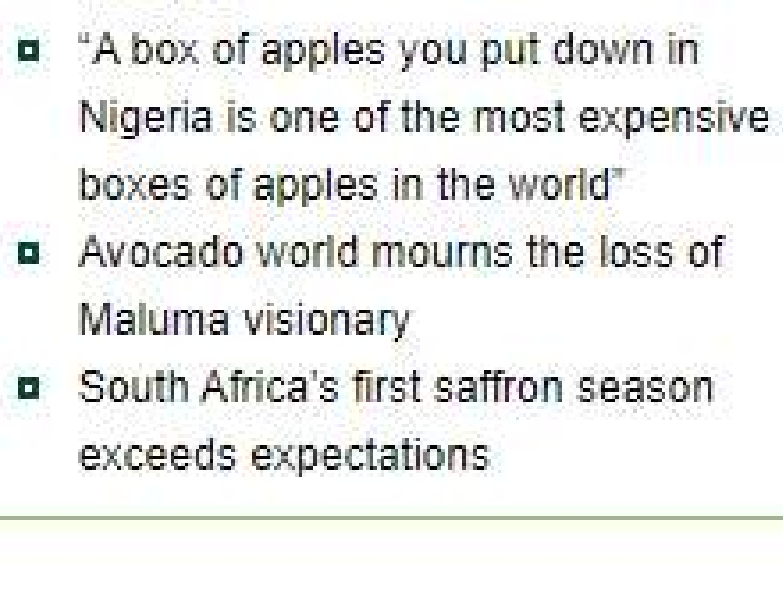 “A box of apples you put down in
Nigeria is one of the most expensive
boxes of apples in the world”
Avocado world mourns the loss of
Maluma visionary
South Africa's first saffron season
exceeds expectations